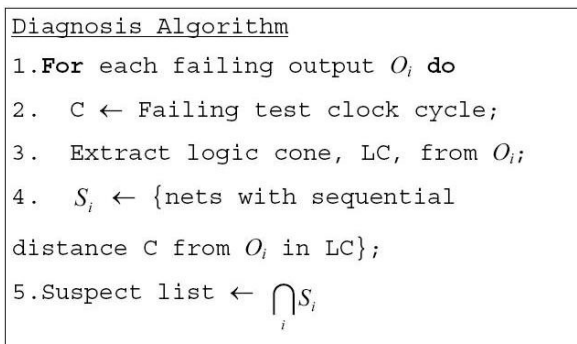 Diagnosis Algorithm
1.For each failing output Oᵢ do
2. C ← Failing test clock cycle;
3. Extract logic cone, LC, from Oᵢ;
4. Sᵢ ← {nets with sequential
distance C from Oᵢ in LC};
5.Suspect list ← ⋂ᵢ Sᵢ